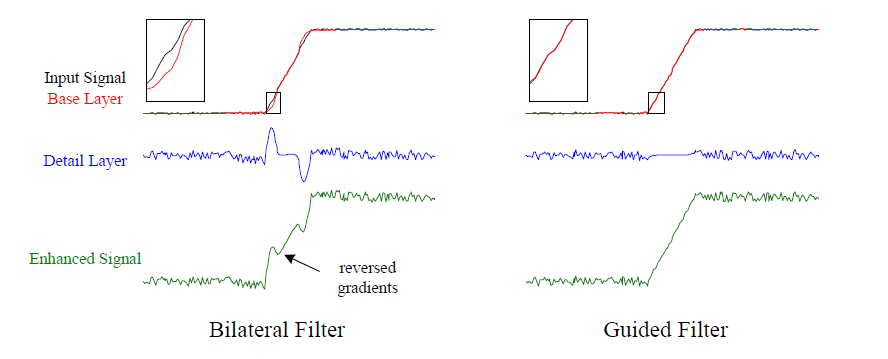 Input Signal
Base Layer
Detail Layer
Enhanced Signal
reversed
gradients
Bilateral Filter
Guided Filter